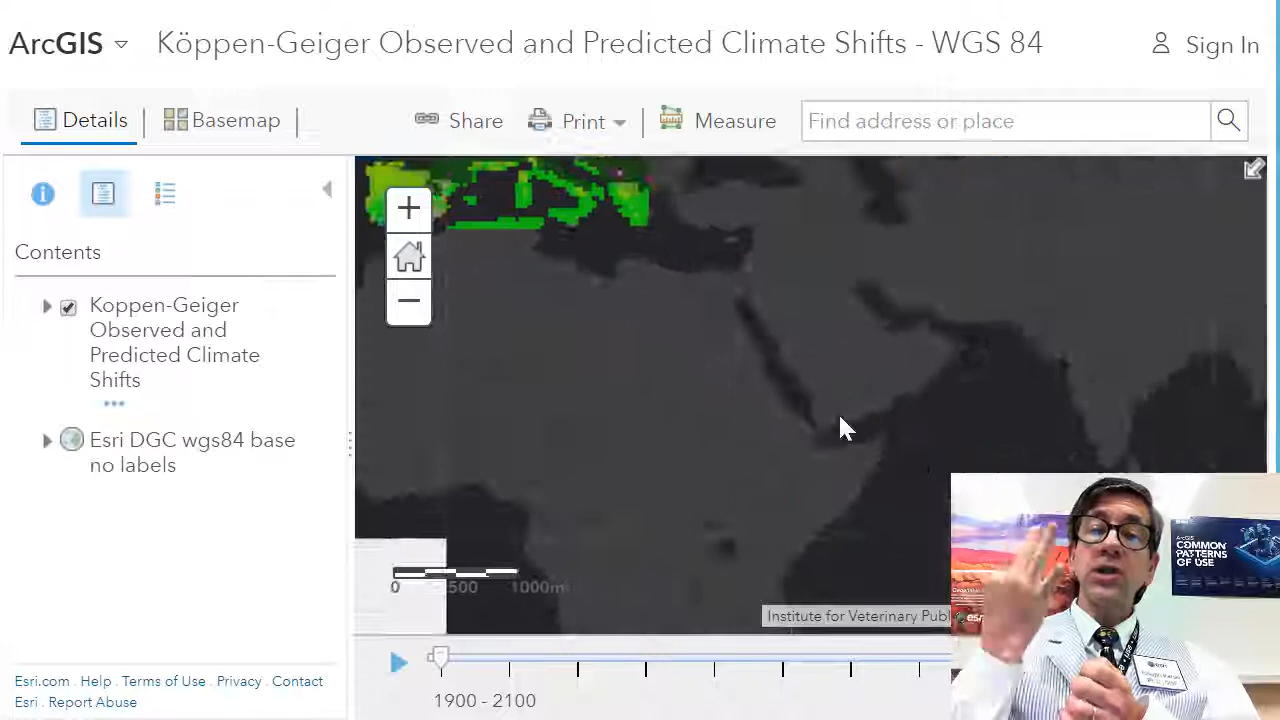 ArcGIS
Köppen-Geiger Observed and Predicted Climate Shifts - WGS 84
Sign In
Details
Basemap
Share
Print
Measure
Find address or place
Contents
Koppen-Geiger
Observed and
Predicted Climate
Shifts
Esri DGC wgs84 base
no labels
+
−
0
500
1000m
Institute for Veterinary Publ
1900 - 2100
Esri.com . Help . Terms of Use . Privacy . Contact
Esri . Report Abuse
ArcGIS
COMMON
PATTERNS
OF USE
esri